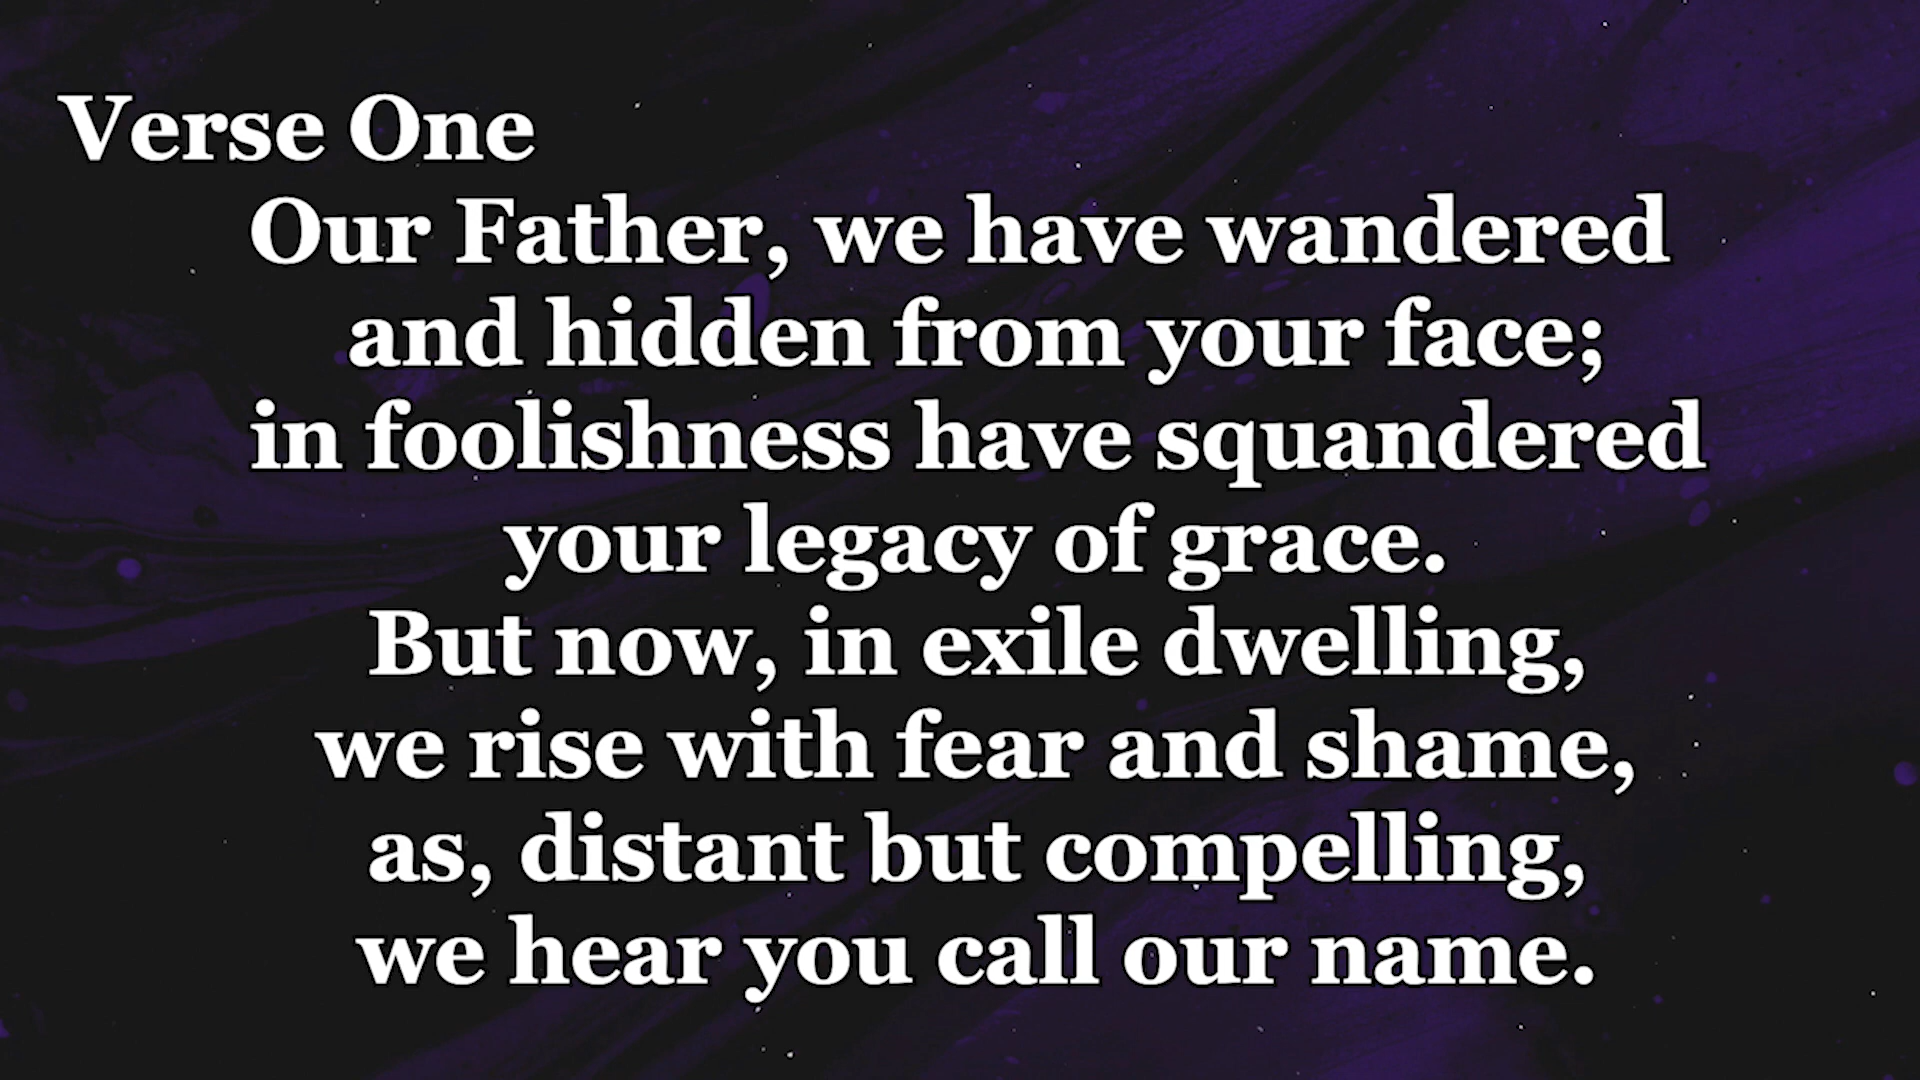 Verse One
Our Father, we have wandered
and hidden from your face;
in foolishness have squandered
your legacy of grace.
But now, in exile dwelling,
we rise with fear and shame,
as, distant but compelling,
we hear you call our name.